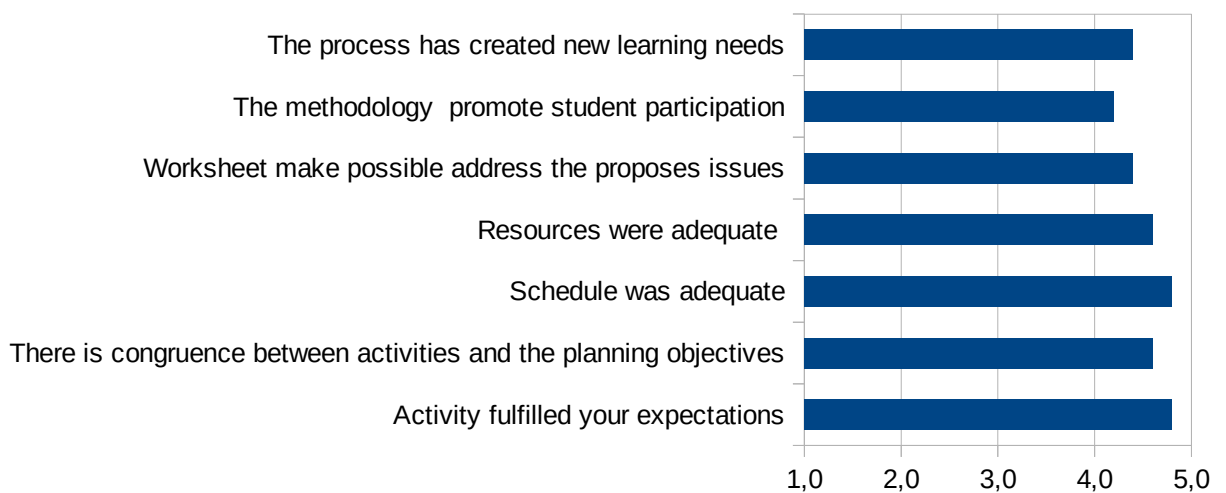 The process has created new learning needs
The methodology  promote student participation
Worksheet make possible address the proposes issues
Resources were adequate
Schedule was adequate
There is congruence between activities and the planning objectives
Activity fulfilled your expectations
1,0 2,0 3,0 4,0 5,0